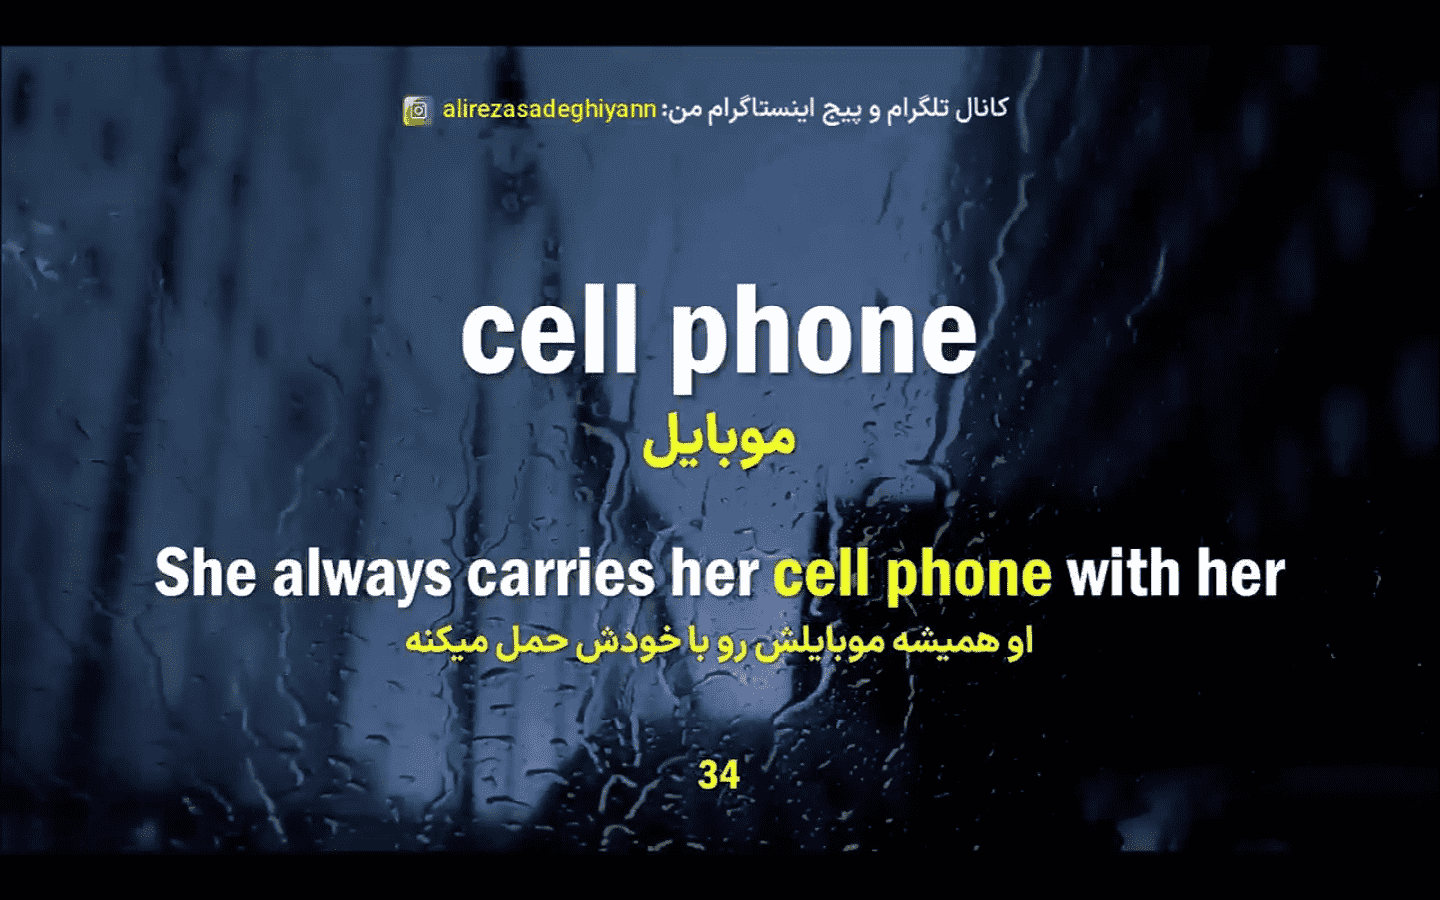 کانال تلگرام و پیج اینستاگرام من: alirezasadeghiyann
cell phone
موبایل
She always carries her cell phone with her
او همیشه موبایلش رو با خودش حمل میکنه
34